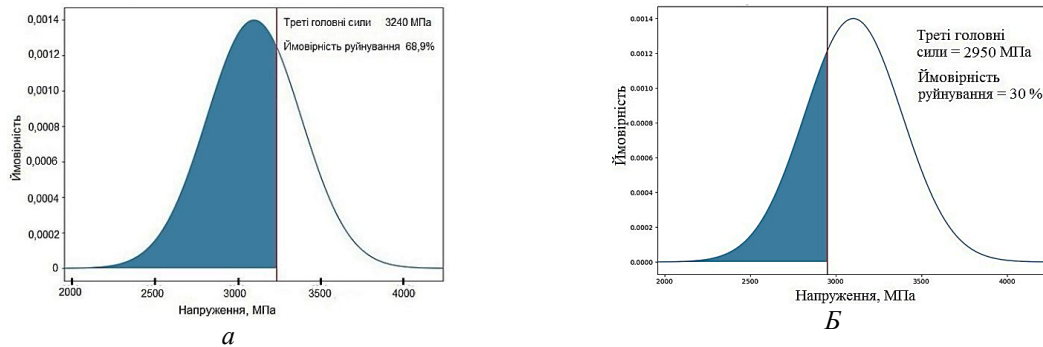 0,0014
0,0012
0,0010
0,0008
0,0006
0,0004
0,0002
0
Ймовірність
Треті головні сили 3240 МПа
Ймовірність руйнування 68,9%
2000 2500 3000 3500 4000
Напруження, МПа
а
0.0014
0.0012
0.0010
0.0008
0.0006
0.0004
0.0002
0.0000
Ймовірність
Треті головні
сили = 2950 МПа
Ймовірність
руйнування = 30 %
2000 2500 3000 3500 4000
Напруження, МПа
Б